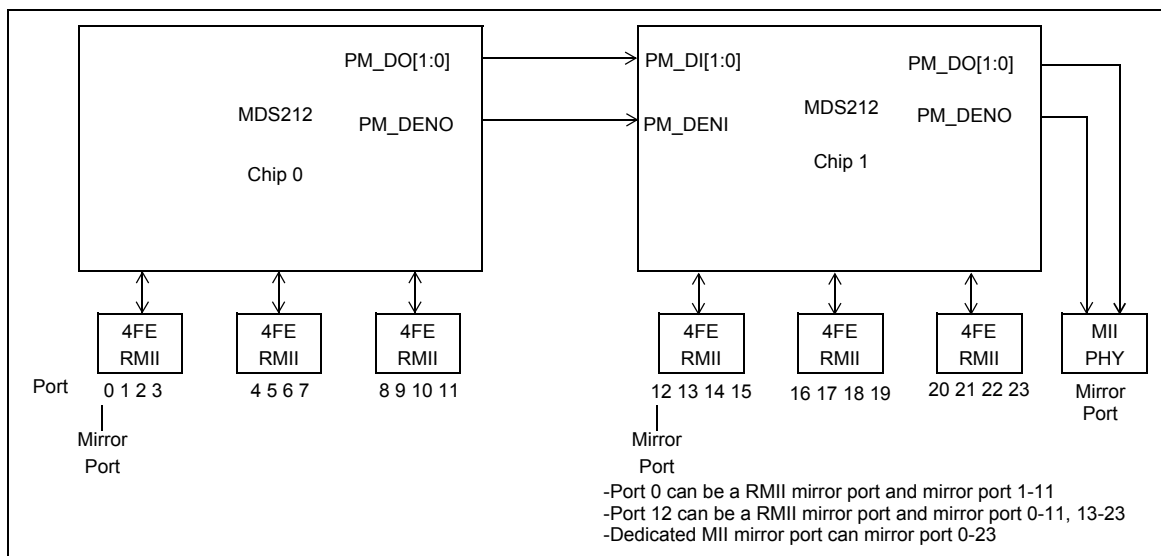 PM_DO[1:0]
PM_DENO
MDS212
Chip 0
PM_DI[1:0]
PM_DENI
MDS212
Chip 1
PM_DO[1:0]
PM_DENO
4FE
RMII
4FE
RMII
4FE
RMII
4FE
RMII
4FE
RMII
4FE
RMII
MII
PHY
Port
0 1 2 3
4 5 6 7
8 9 10 11
12 13 14 15
16 17 18 19
20 21 22 23
Mirror
Port
Mirror
Port
Mirror
Port
-Port 0 can be a RMII mirror port and mirror port 1-11
-Port 12 can be a RMII mirror port and mirror port 0-11, 13-23
-Dedicated MII mirror port can mirror port 0-23